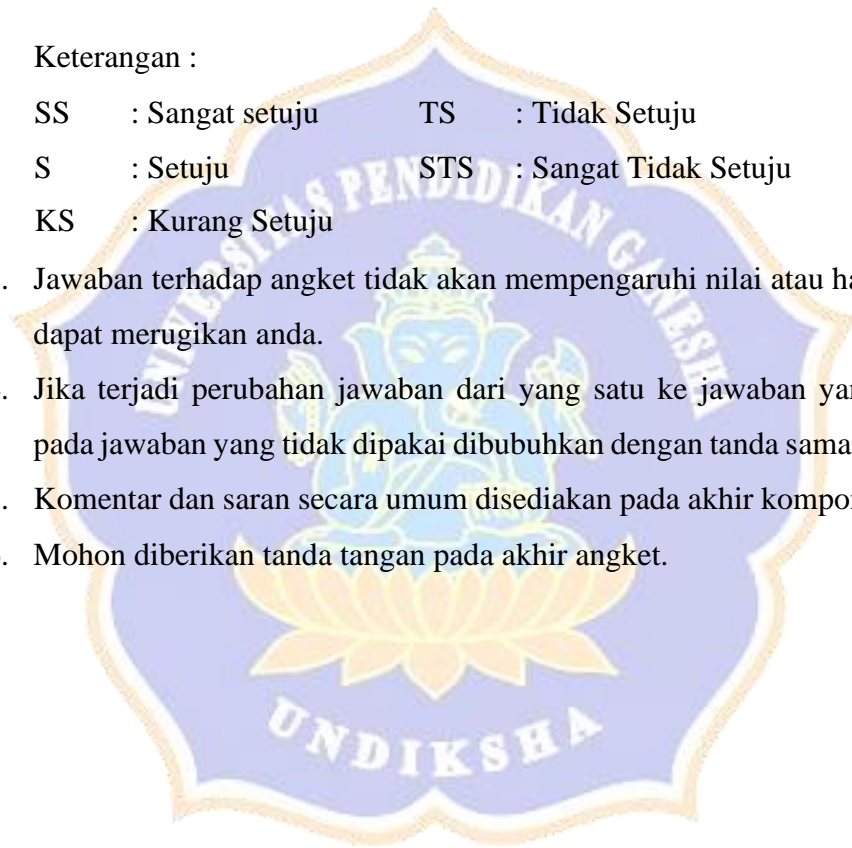 Keterangan :
SS : Sangat setuju TS : Tidak Setuju
S : Setuju STS : Sangat Tidak Setuju
KS : Kurang Setuju
. Jawaban terhadap angket tidak akan mempengaruhi nilai atau
dapat merugikan anda.
. Jika terjadi perubahan jawaban dari yang satu ke jawaban
pada jawaban yang tidak dipakai dibubuhkan dengan tanda sama
. Komentar dan saran secara umum disediakan pada akhir
. Mohon diberikan tanda tangan pada akhir angket.
UNIVERSITAS PENDIDIKAN GANESHA
UNDIKSHA